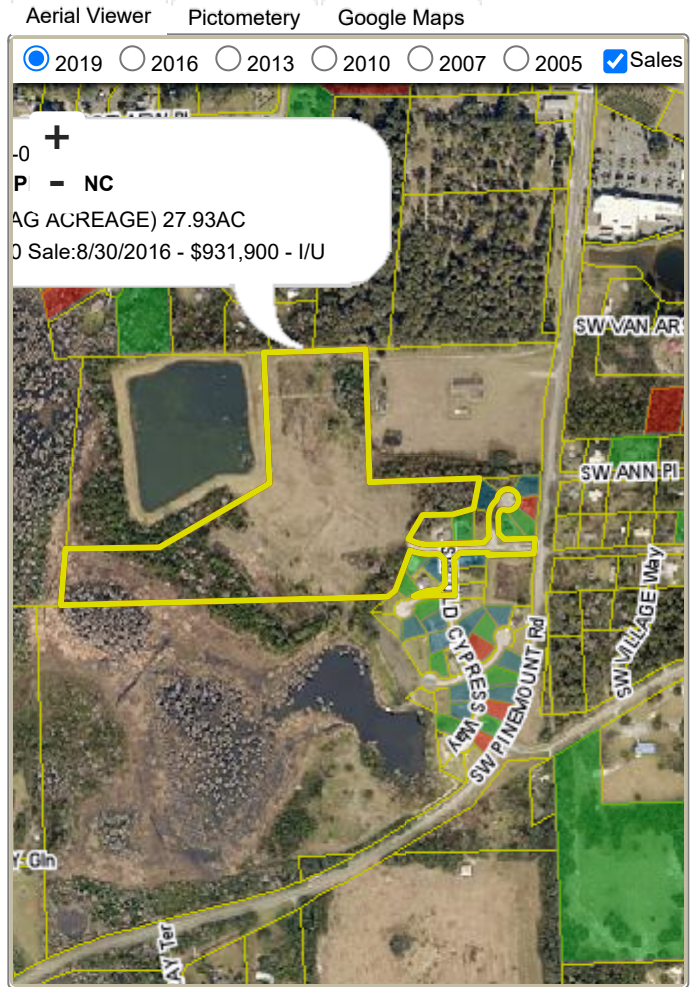 Aerial Viewer Pictometery Google Maps
2019 2016 2013 2010 2007 2005 Sales
+
-0
-
NC
AG ACREAGE) 27.93AC
0 Sale:8/30/2016 - $931,900 - I/U
SW VAN ARS
SW ANN Pl
SW VILLAGE Way
CYPRESS Way
SW PINEMOUNT Rd
Y Gln
AY Ter